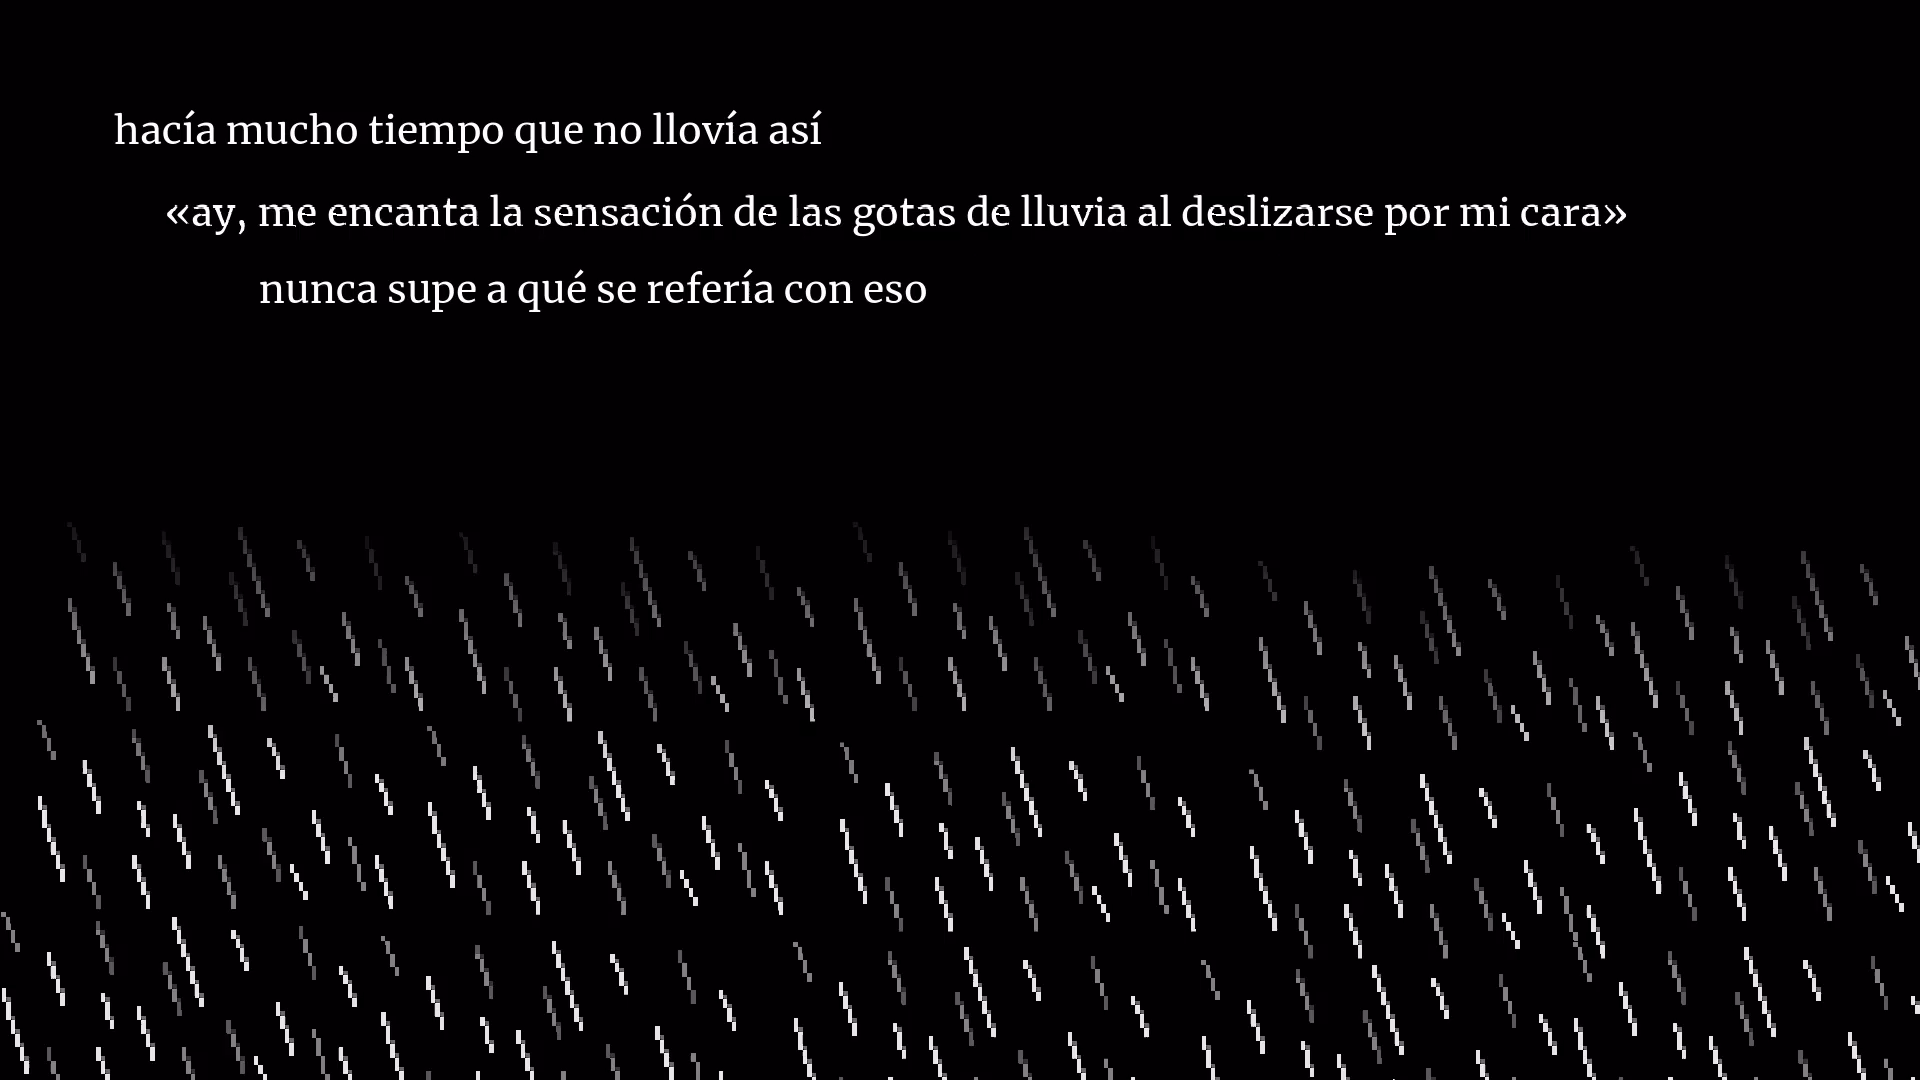 hacía mucho tiempo que no llovía así
«ay, me encanta la sensación de las gotas de lluvia al deslizarse por mi cara»
nunca supe a qué se refería con eso